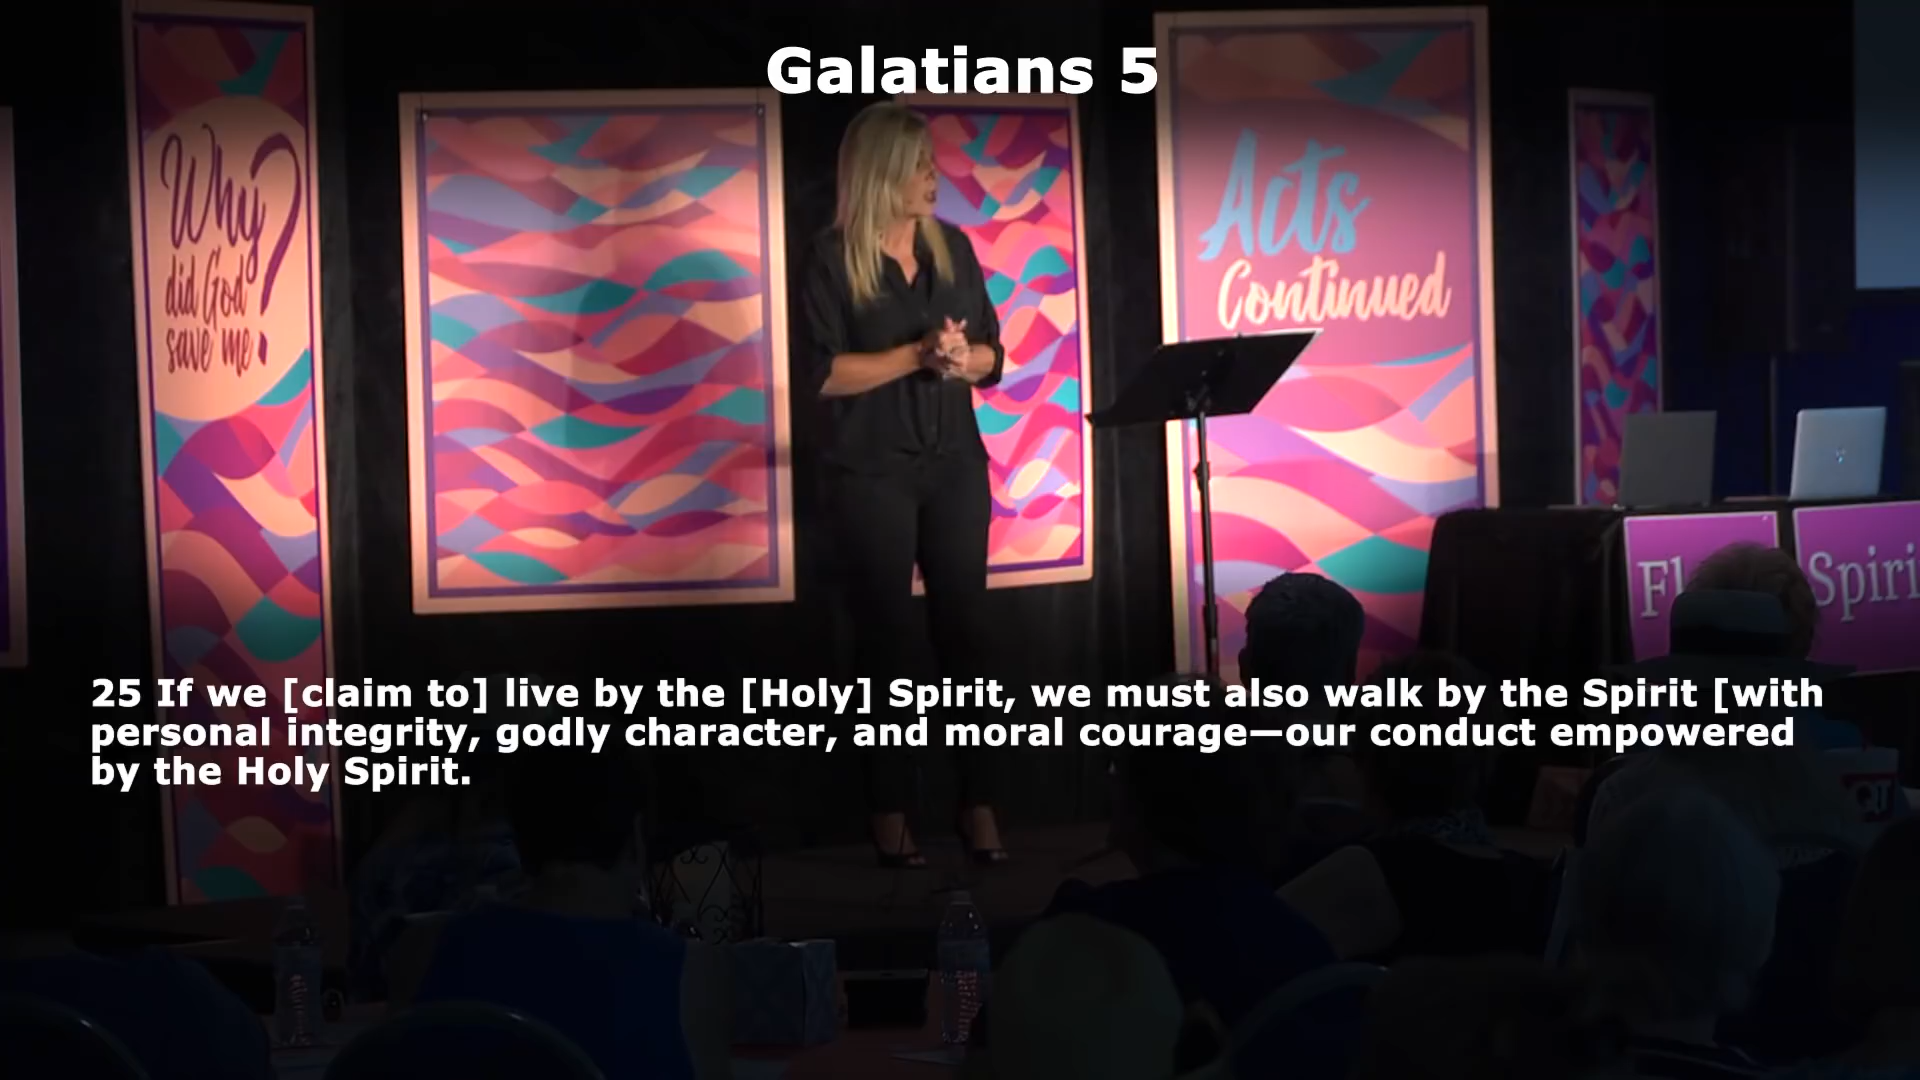 Galatians 5
Why?
did God
save me
Acts
Continued
Spiri
25 If we [claim to] live by the [Holy] Spirit, we must also walk by the Spirit [with
personal integrity, godly character, and moral courage—our conduct empowered
by the Holy Spirit.
QT